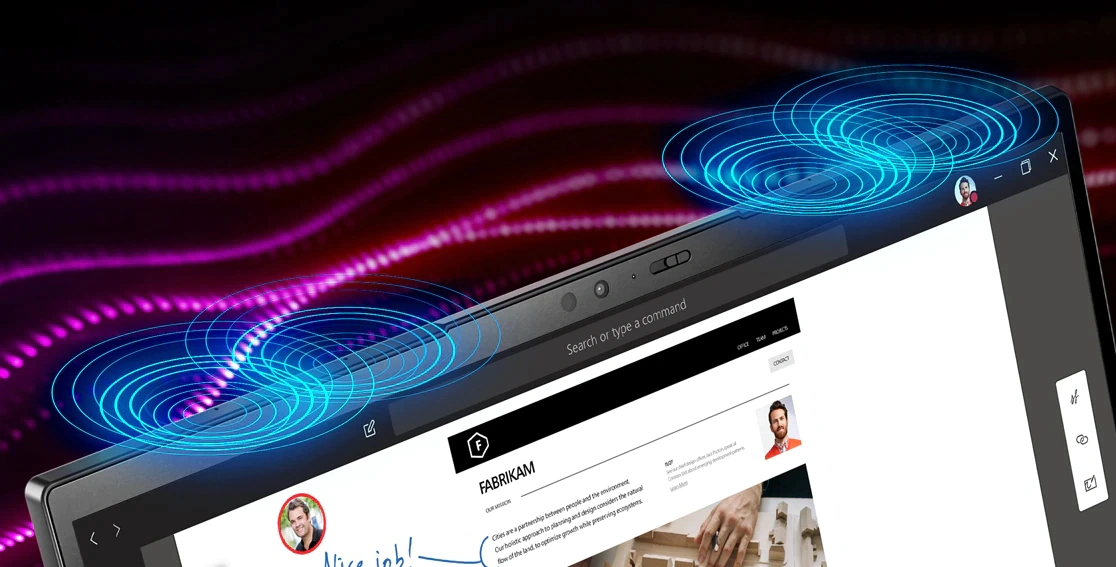 Search or type a command
OFFICE TEAM PROJECTS
CONTACT
F
FABRIKAM
OUR MISSION
Cities are a partnership between people and the environment.
Our holistic approach to planning and design considers the natural
flow of the land, to optimize growth while preserving ecosystems.
Nice job!